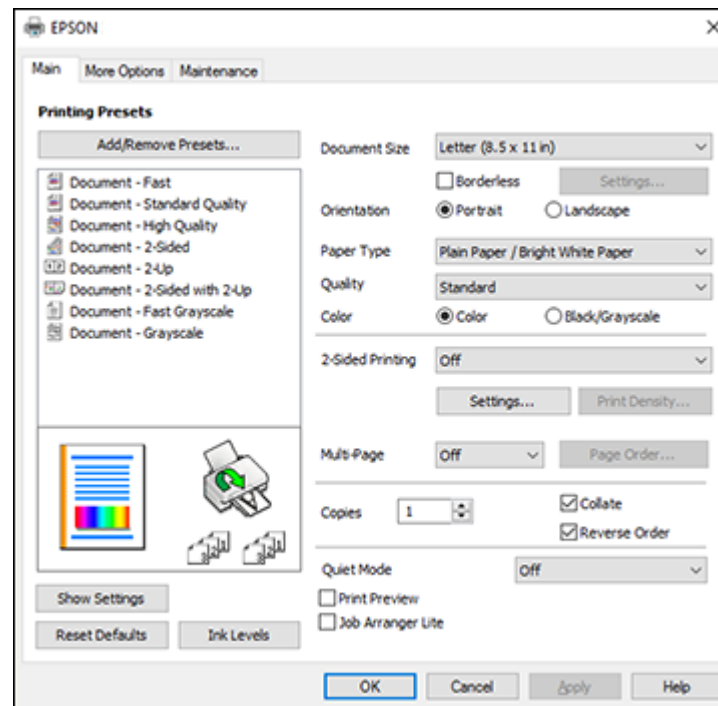 EPSON
Main
More Options
Maintenance
Printing Presets
Add/Remove Presets...
Document - Fast
Document - Standard Quality
Document - High Quality
Document - 2-Sided
Document - 2-Up
Document - 2-Sided with 2-Up
Document - Fast Grayscale
Document - Grayscale
Show Settings
Reset Defaults
Ink Levels
Document Size
Letter (8.5 x 11 in)
Borderless
Settings...
Orientation
Portrait
Landscape
Paper Type
Plain Paper / Bright White Paper
Quality
Standard
Color
Color
Black/Grayscale
2-Sided Printing
Off
Settings...
Print Density...
Multi-Page
Off
Page Order...
Copies
1
Collate
Reverse Order
Quiet Mode
Off
Print Preview
Job Arranger Lite
OK
Cancel
Apply
Help